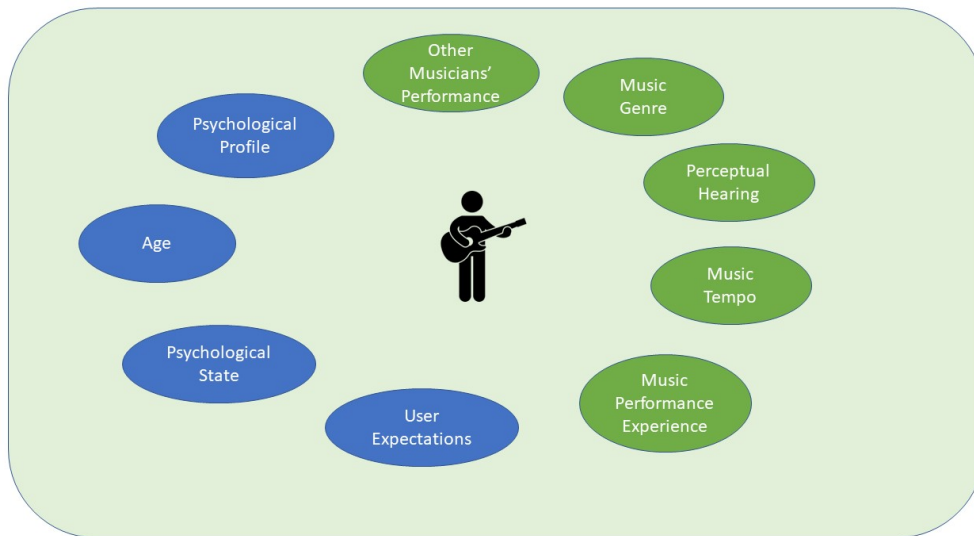 Other
Musicians’
Performance
Music
Genre
Psychological
Profile
Perceptual
Hearing
Age
Music
Tempo
Psychological
State
Music
Performance
Experience
User
Expectations